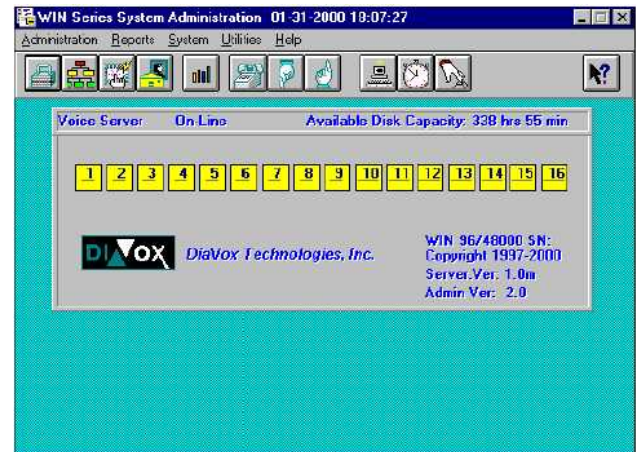 WIN Series System Administration 01-31-2000 18:07:27
Administration Reports System Utilities Help
Voice Server On-Line Available Disk Capacity: 338 hrs 55 min
1 2 3 4 5 6 7 8 9 10 11 12 13 14 15 16
DIAVOX DiaVox Technologies, Inc.
WIN 96/48000 SN:
Copyright 1997-2000
Server.Ver: 1.0m
Admin Ver: 2.0